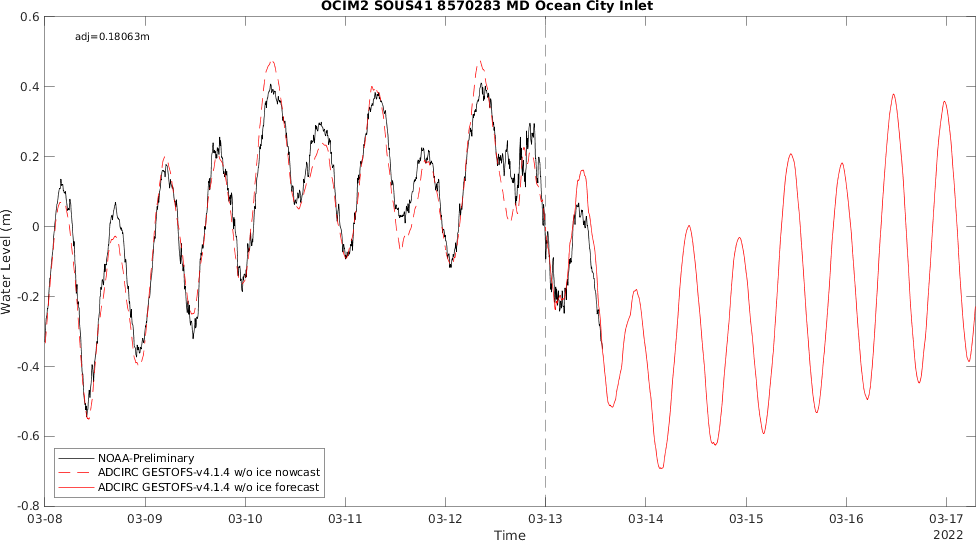 OCIM2 SOUS41 8570283 MD Ocean City Inlet
adj=0.18063m
Water Level (m)
0.6
0.4
0.2
0
-0.2
-0.4
-0.6
-0.8
NOAA-Preliminary
ADCIRC GESTOFS-v4.1.4 w/o ice nowcast
ADCIRC GESTOFS-v4.1.4 w/o ice forecast
03-08 03-09 03-10 03-11 03-12 03-13 03-14 03-15 03-16 03-17
Time
2022